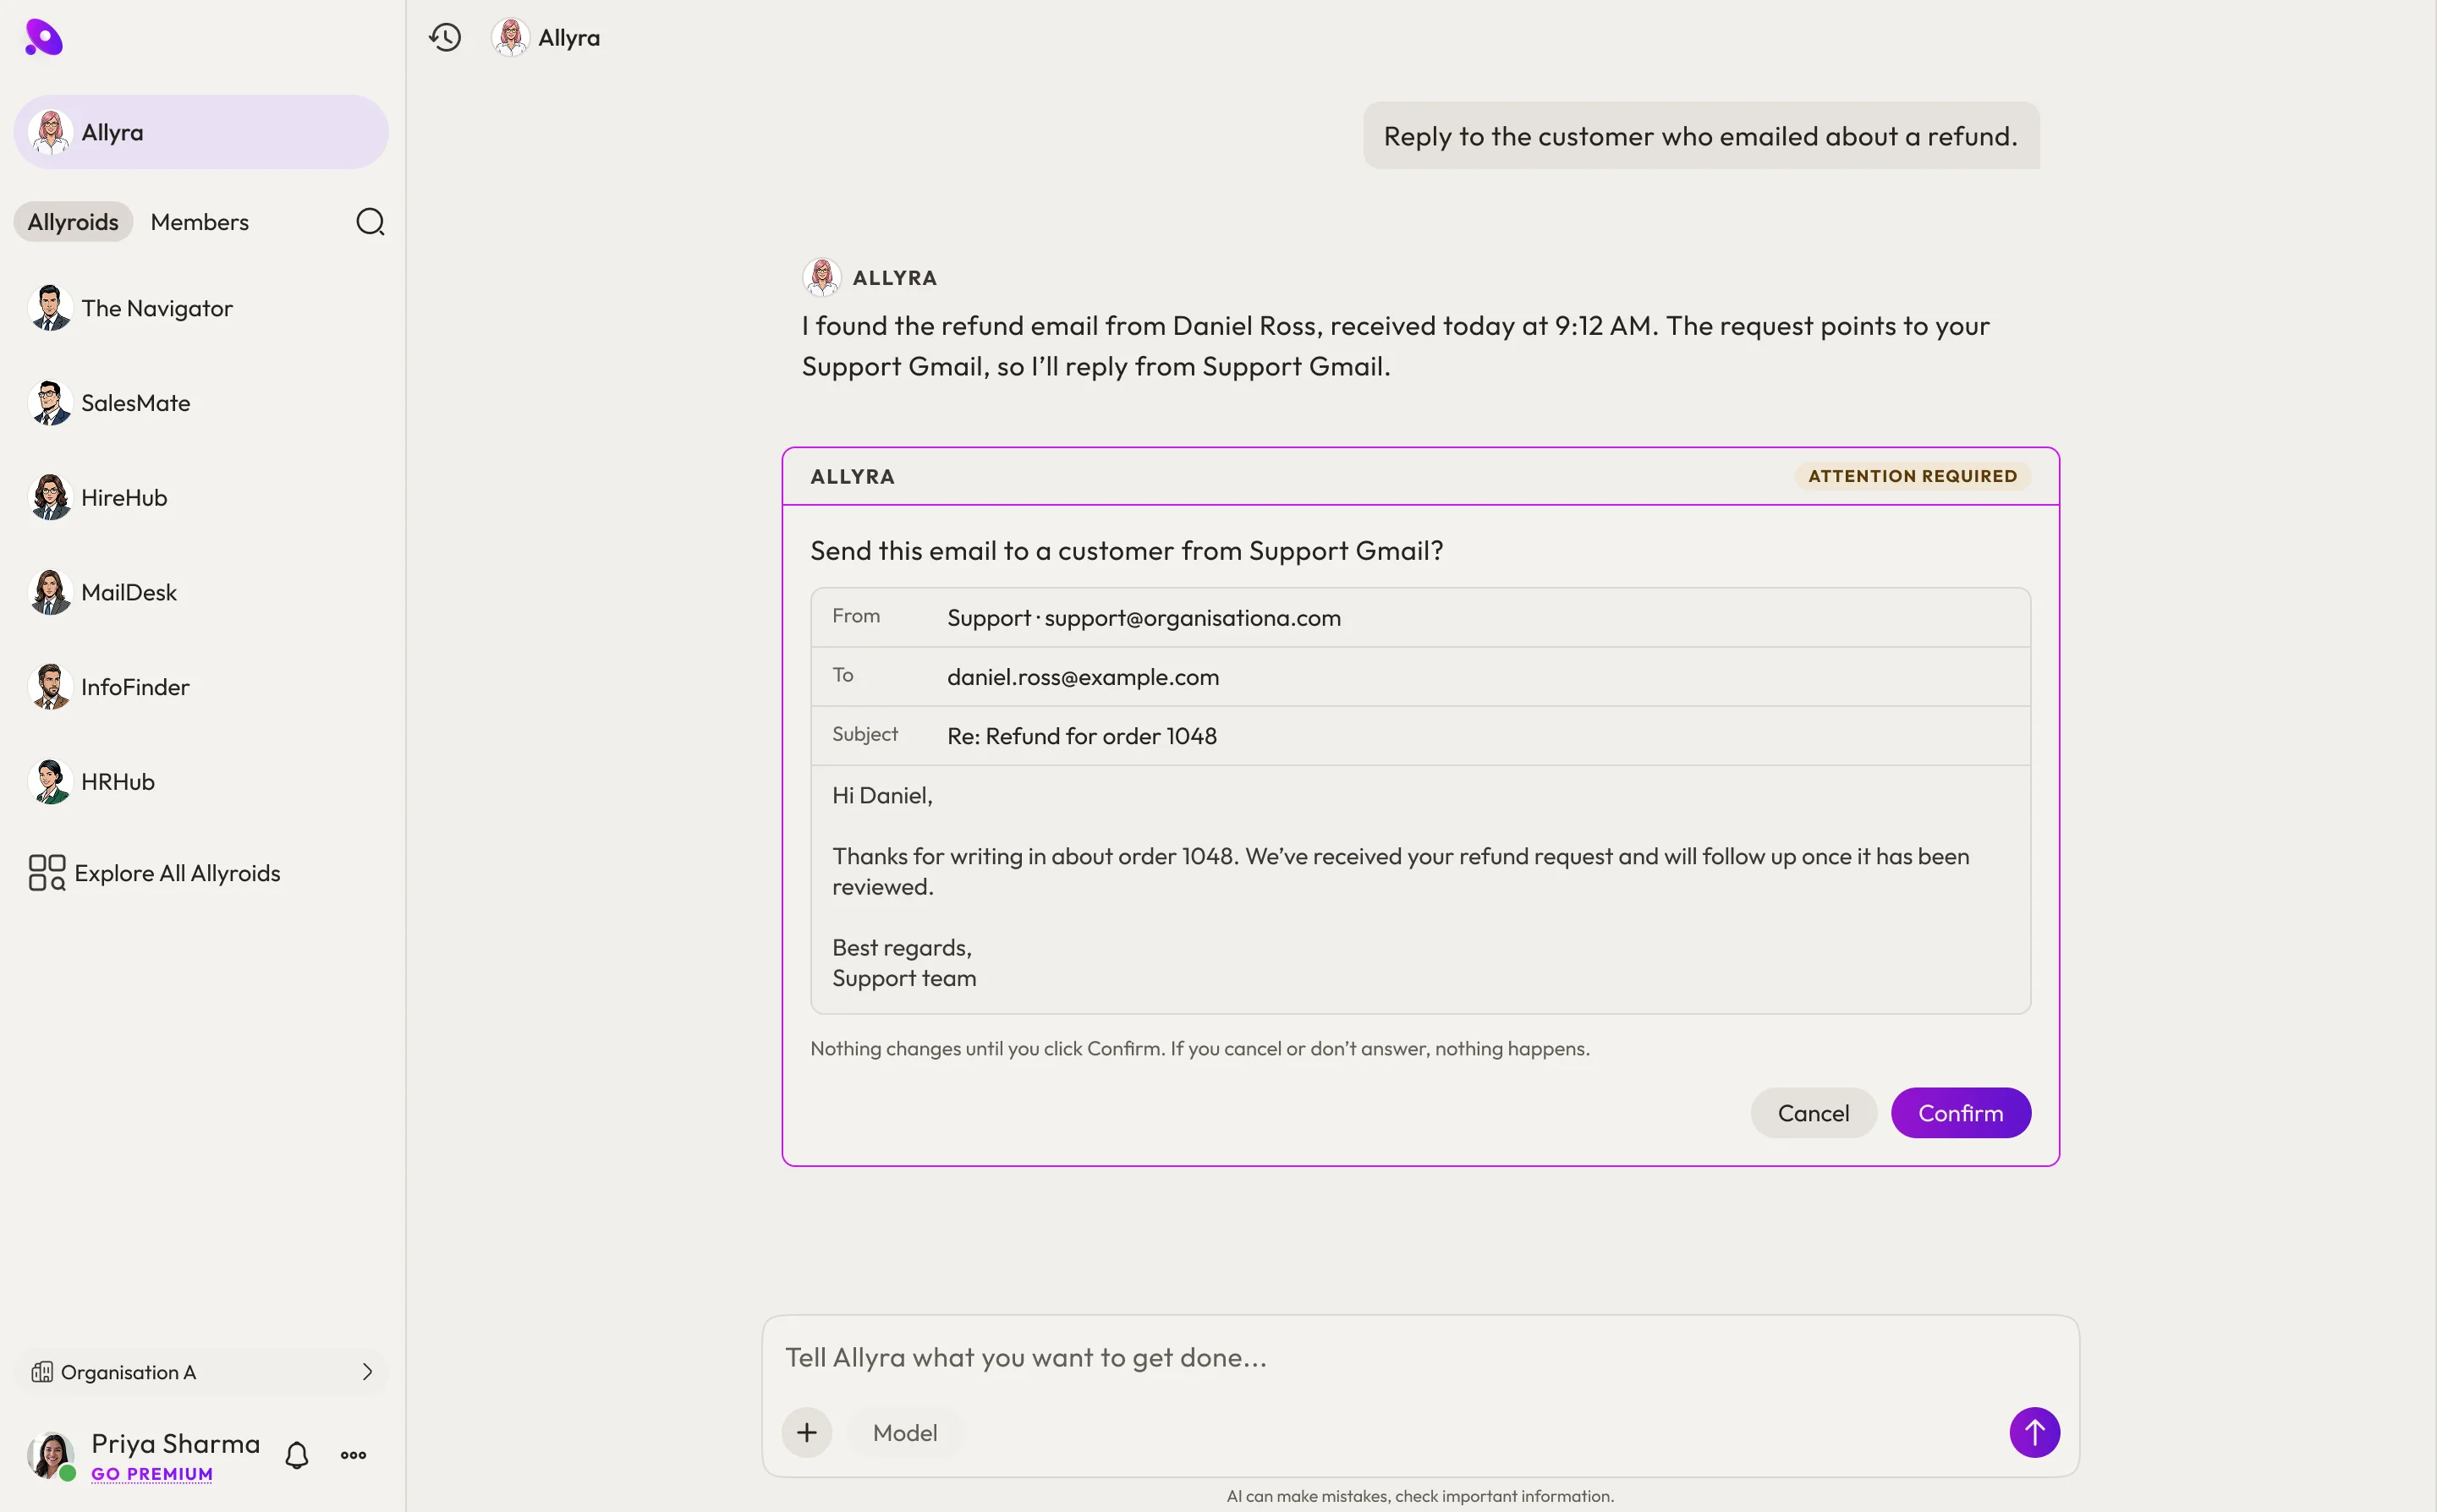 Allyra
Allyroids
Members
The Navigator
SalesMate
HireHub
MailDesk
InfoFinder
HRHub
Explore All Allyroids
Organisation A
Priya Sharma
GO PREMIUM
Allyra
Reply to the customer who emailed about a refund.
ALLYRA
I found the refund email from Daniel Ross, received today at 9:12 AM. The request points to your
Support Gmail, so I’ll reply from Support Gmail.
ALLYRA
ATTENTION REQUIRED
Send this email to a customer from Support Gmail?
From Support · support@organisationa.com
To daniel.ross@example.com
Subject Re: Refund for order 1048
Hi Daniel,
Thanks for writing in about order 1048. We’ve received your refund request and will follow up once it has been
reviewed.
Best regards,
Support team
Nothing changes until you click Confirm. If you cancel or don’t answer, nothing happens.
Cancel
Confirm
Tell Allyra what you want to get done...
Model
AI can make mistakes, check important information.